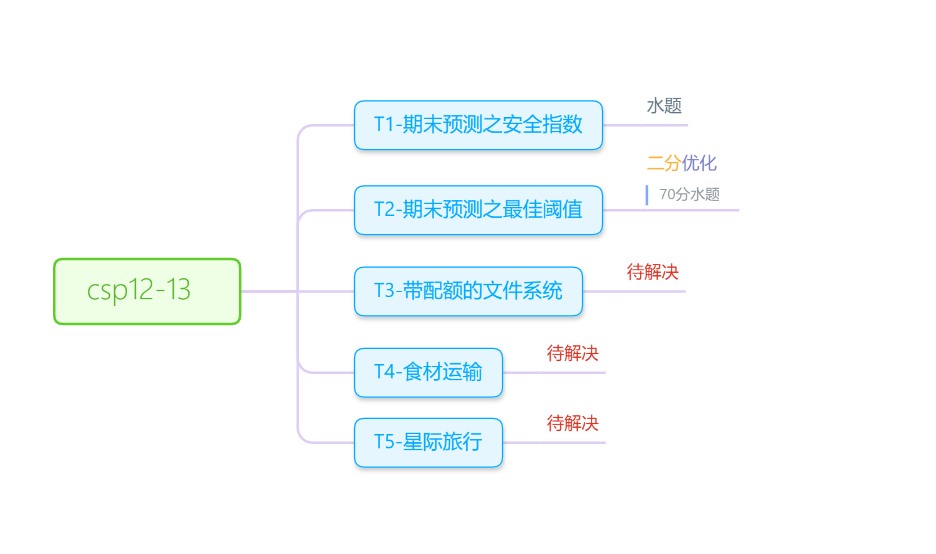 csp12-13
T1-期末预测之安全指数
水题
T2-期末预测之最佳阈值
二分优化
70分水题
T3-带配额的文件系统
待解决
T4-食材运输
待解决
T5-星际旅行
待解决